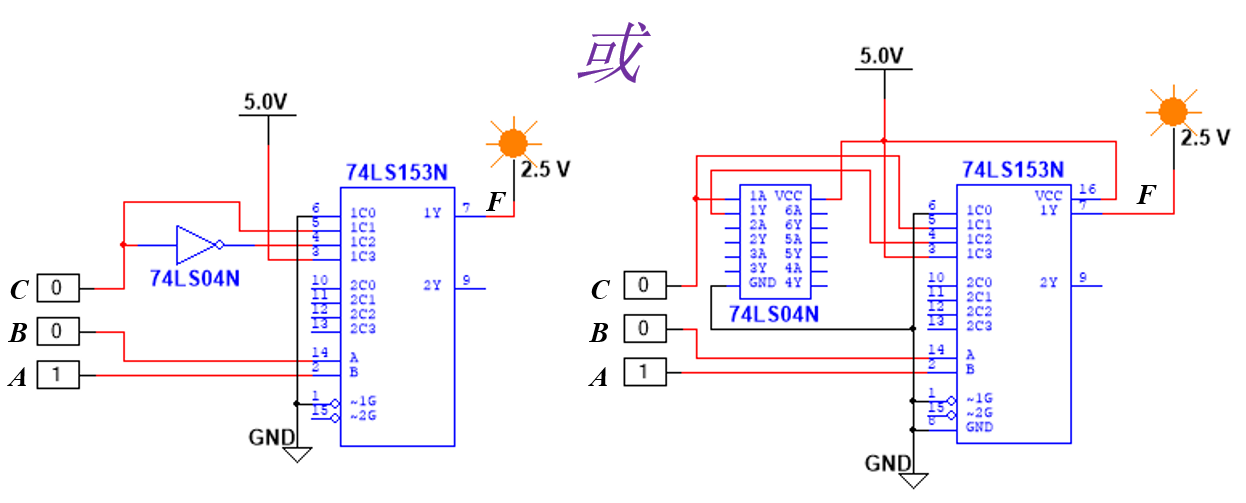 或
5.0V
2.5 V
74LS153N
F
6 1C0 1Y 7
5 1C1
4 1C2
3 1C3
74LS04N
10 2C0 2Y 9
11 2C1
12 2C2
13 2C3
C 0
B 0
A 1
14 A
2 B
1 ~1G
15 ~2G
GND
5.0V
2.5 V
74LS153N
F
VCC 16
6 1C0 1Y 7
5 1C1
4 1C2
3 1C3
1A VCC
1Y 6A
2A 6Y
2Y 5A
3A 5Y
3Y 4A
GND 4Y
74LS04N
10 2C0 2Y 9
11 2C1
12 2C2
13 2C3
C 0
B 0
A 1
14 A
2 B
1 ~1G
15 ~2G
8 GND
GND